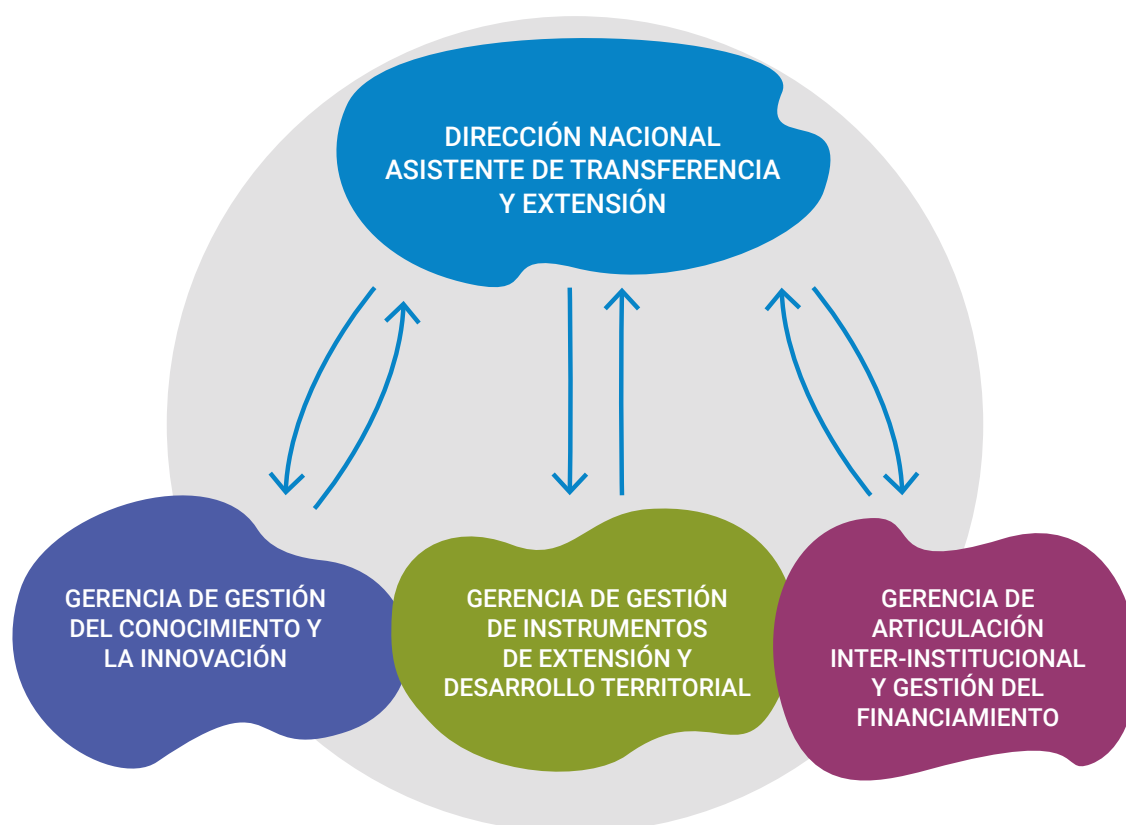 DIRECCIÓN NACIONAL
ASISTENTE DE TRANSFERENCIA
Y EXTENSIÓN
GERENCIA DE GESTIÓN
DEL CONOCIMIENTO Y
LA INNOVACIÓN
GERENCIA DE GESTIÓN
DE INSTRUMENTOS
DE EXTENSIÓN Y
DESARROLLO TERRITORIAL
GERENCIA DE
ARTICULACIÓN
INTER-INSTITUCIONAL
Y GESTIÓN DEL
FINANCIAMIENTO